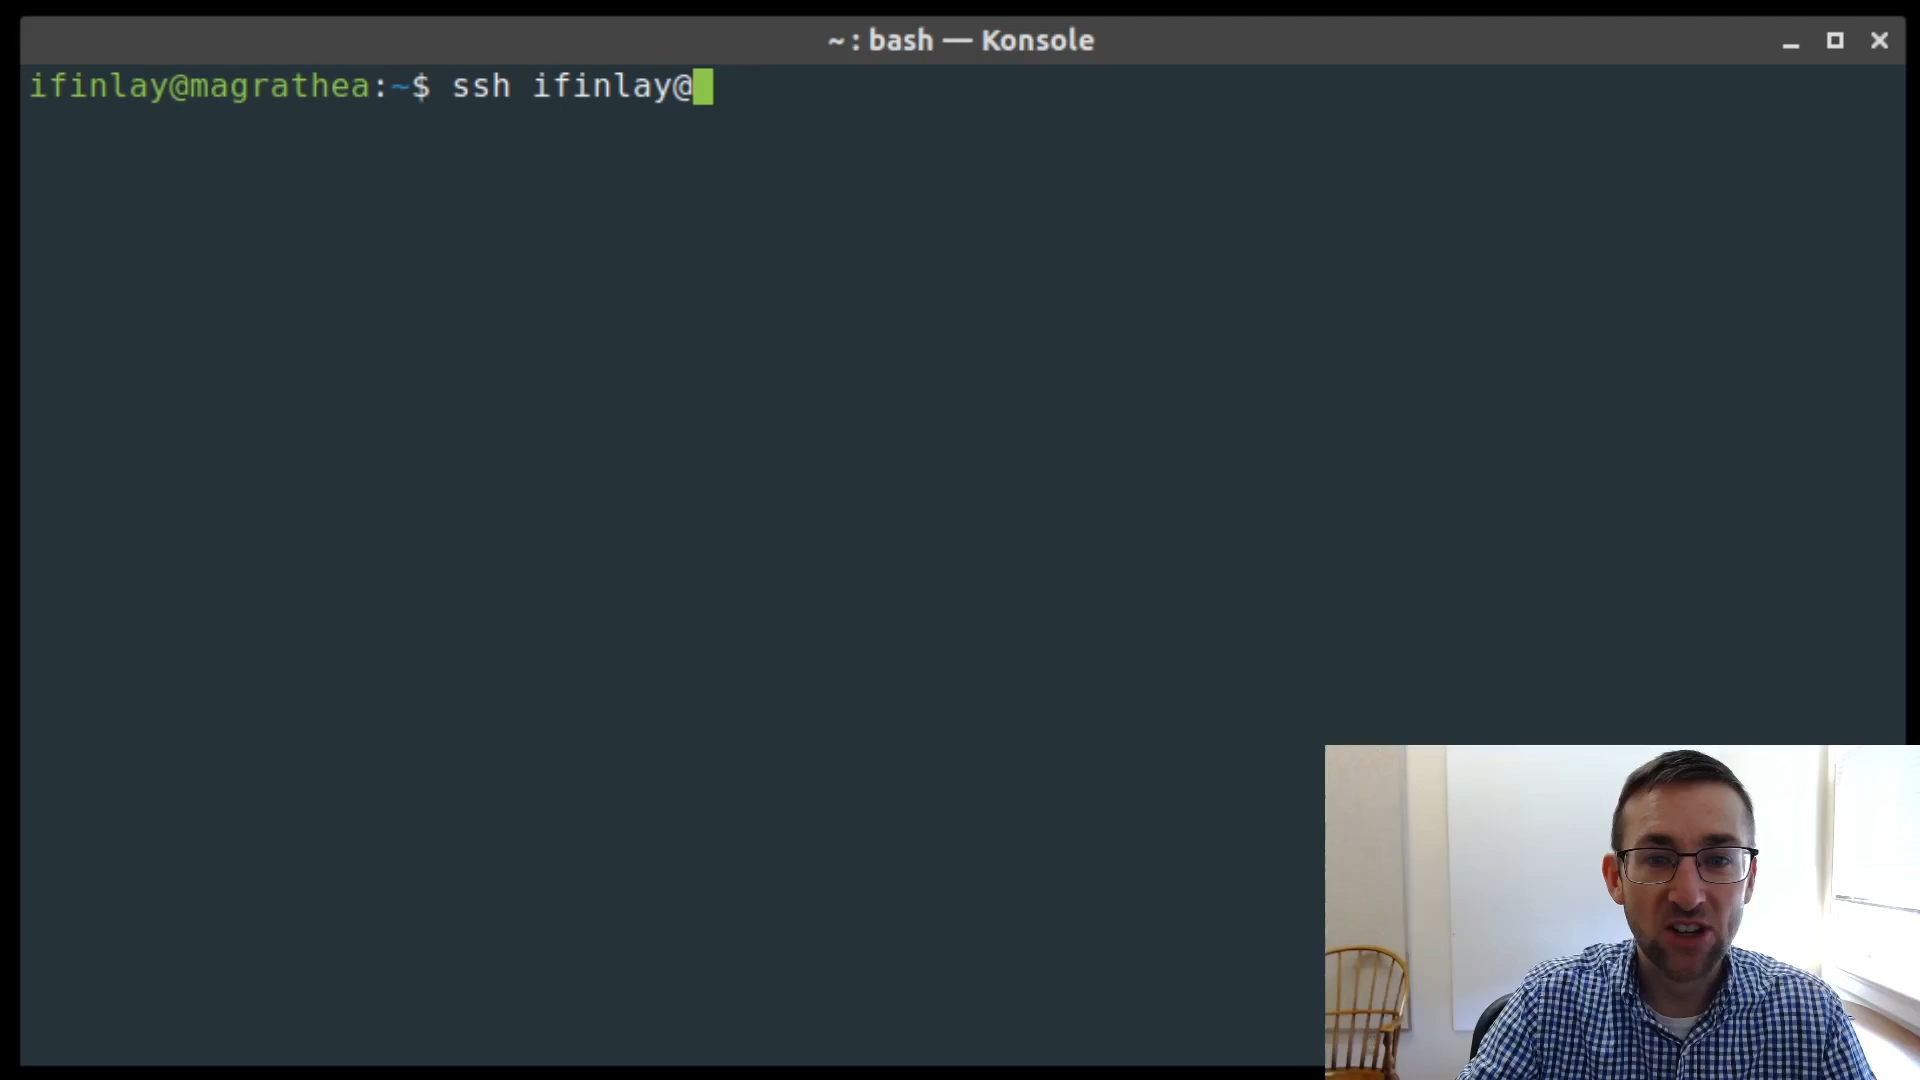 ~ : bash — Konsole
ifinlay@magrathea:~$ ssh ifinlay@